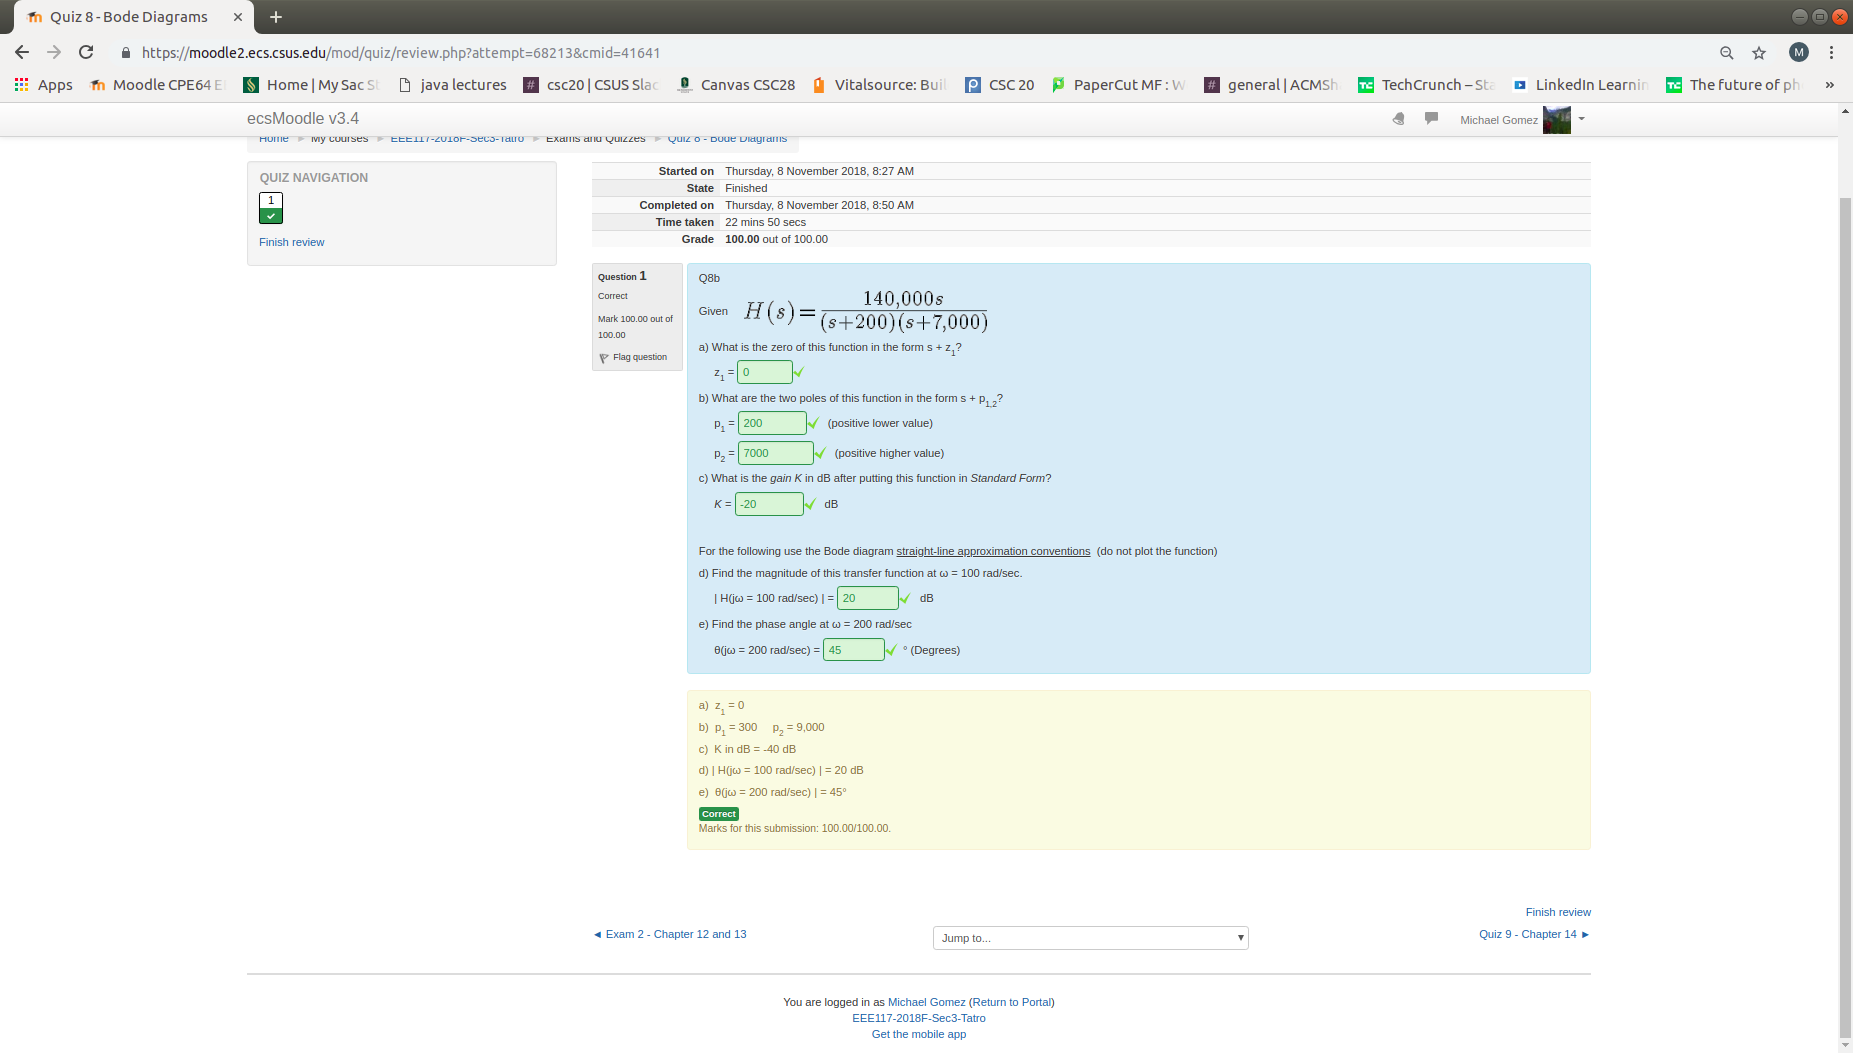 Quiz 8 - Bode Diagrams
https://moodle2.ecs.csus.edu/mod/quiz/review.php?attempt=68213&cmid=41641
M
Apps Moodle CPE64 E Home | My Sac S java lectures csc20 | CSUS Slac Canvas CSC28 Vitalsource: Bui CSC 20 PaperCut MF : W general | ACMSh TechCrunch – Sta LinkedIn Learnin The future of ph »
ecsMoodle v3.4
Michael Gomez
Home ► My courses ► EEE117-2018F-Sec3-Tatro ► Exams and Quizzes ► Quiz 8 - Bode Diagrams
QUIZ NAVIGATION
1
Finish review
Started on Thursday, 8 November 2018, 8:27 AM
State Finished
Completed on Thursday, 8 November 2018, 8:50 AM
Time taken 22 mins 50 secs
Grade 100.00 out of 100.00
Question 1
Correct
Mark 100.00 out of
100.00
Flag question
Q8b
Given H(s) = 140,000s / (s+200)(s+7,000)
a) What is the zero of this function in the form s + z1?
z1 = 0
b) What are the two poles of this function in the form s + p1,2?
p1 = 200 (positive lower value)
p2 = 7000 (positive higher value)
c) What is the gain K in dB after putting this function in Standard Form?
K = -20 dB
For the following use the Bode diagram straight-line approximation conventions (do not plot the function)
d) Find the magnitude of this transfer function at ω = 100 rad/sec.
| H(jω = 100 rad/sec) | = 20 dB
e) Find the phase angle at ω = 200 rad/sec
θ(jω = 200 rad/sec) = 45 ° (Degrees)
a) z1 = 0
b) p1 = 300 p2 = 9,000
c) K in dB = -40 dB
d) | H(jω = 100 rad/sec) | = 20 dB
e) θ(jω = 200 rad/sec) | = 45°
Correct
Marks for this submission: 100.00/100.00.
Finish review
◄ Exam 2 - Chapter 12 and 13
Jump to...
Quiz 9 - Chapter 14 ►
You are logged in as Michael Gomez (Return to Portal)
EEE117-2018F-Sec3-Tatro
Get the mobile app